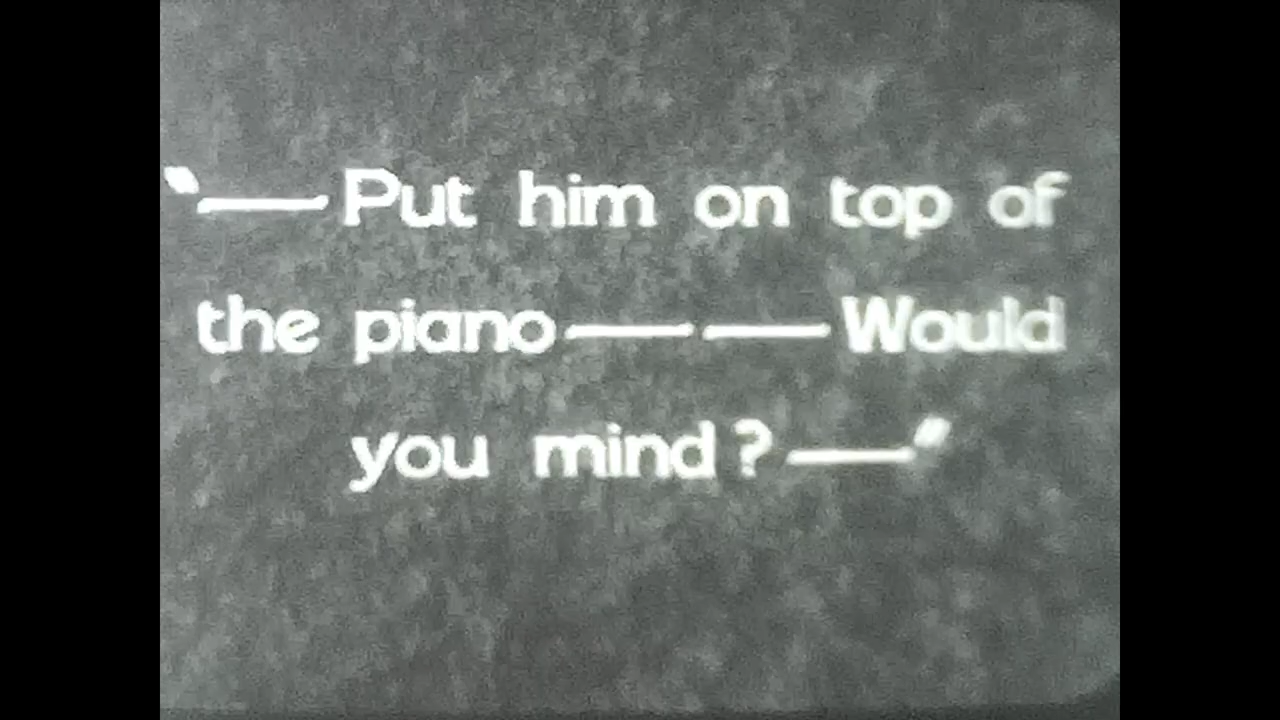 "—Put him on top of
the piano— —Would
you mind?—"